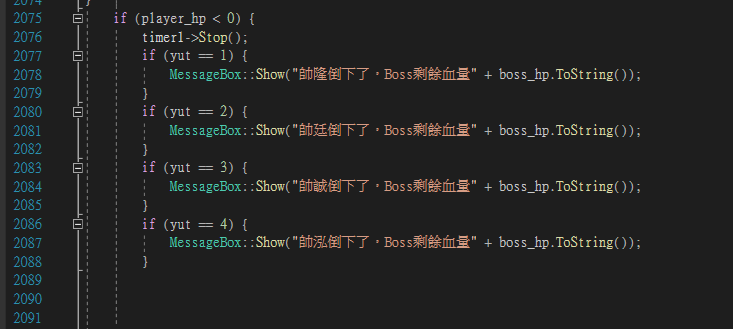 2074 }
2075 if (player_hp < 0) {
2076 timer1->Stop();
2077 if (yut == 1) {
2078 MessageBox::Show("帥隆倒下了，Boss剩餘血量" + boss_hp.ToString());
2079 }
2080 if (yut == 2) {
2081 MessageBox::Show("帥廷倒下了，Boss剩餘血量" + boss_hp.ToString());
2082 }
2083 if (yut == 3) {
2084 MessageBox::Show("帥誠倒下了，Boss剩餘血量" + boss_hp.ToString());
2085 }
2086 if (yut == 4) {
2087 MessageBox::Show("帥泓倒下了，Boss剩餘血量" + boss_hp.ToString());
2088 }
2089
2090
2091